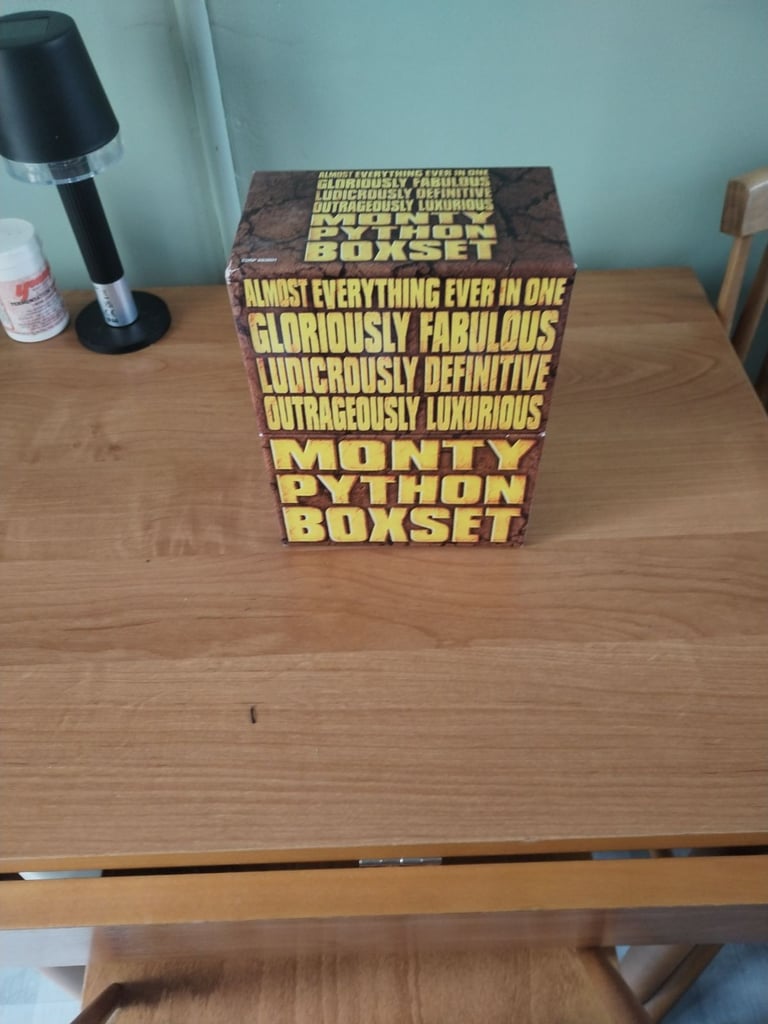 ALMOST EVERYTHING EVER IN ONE
GLORIOUSLY FABULOUS
LUDICROUSLY DEFINITIVE
OUTRAGEOUSLY LUXURIOUS
MONTY
PYTHON
BOXSET
ALMOST EVERYTHING EVER IN ONE
GLORIOUSLY FABULOUS
LUDICROUSLY DEFINITIVE
OUTRAGEOUSLY LUXURIOUS
MONTY
PYTHON
BOXSET